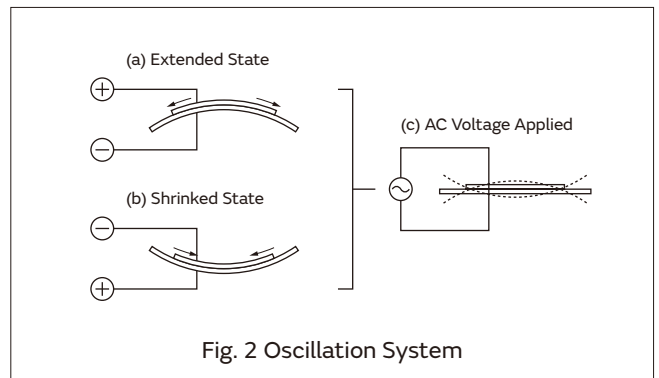 (a) Extended State
+
−
(c) AC Voltage Applied
~
(b) Shrinked State
−
+
Fig. 2 Oscillation System